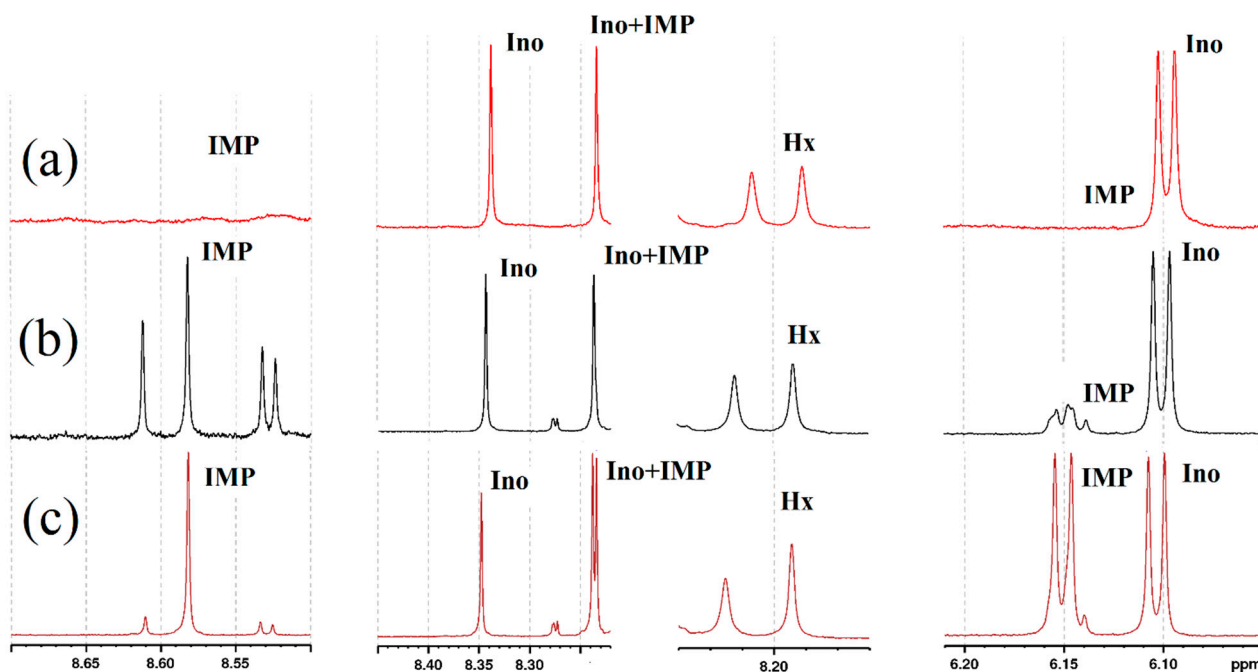 Ino
Ino+IMP
Ino
IMP
Hx
(a)
IMP
IMP
Ino
Ino+IMP
Ino
(b)
Hx
IMP
IMP
Ino
Ino+IMP
IMP
Ino
(c)
Hx
8.65 8.60 8.55 8.40 8.35 8.30 8.20 6.20 6.15 6.10 ppm